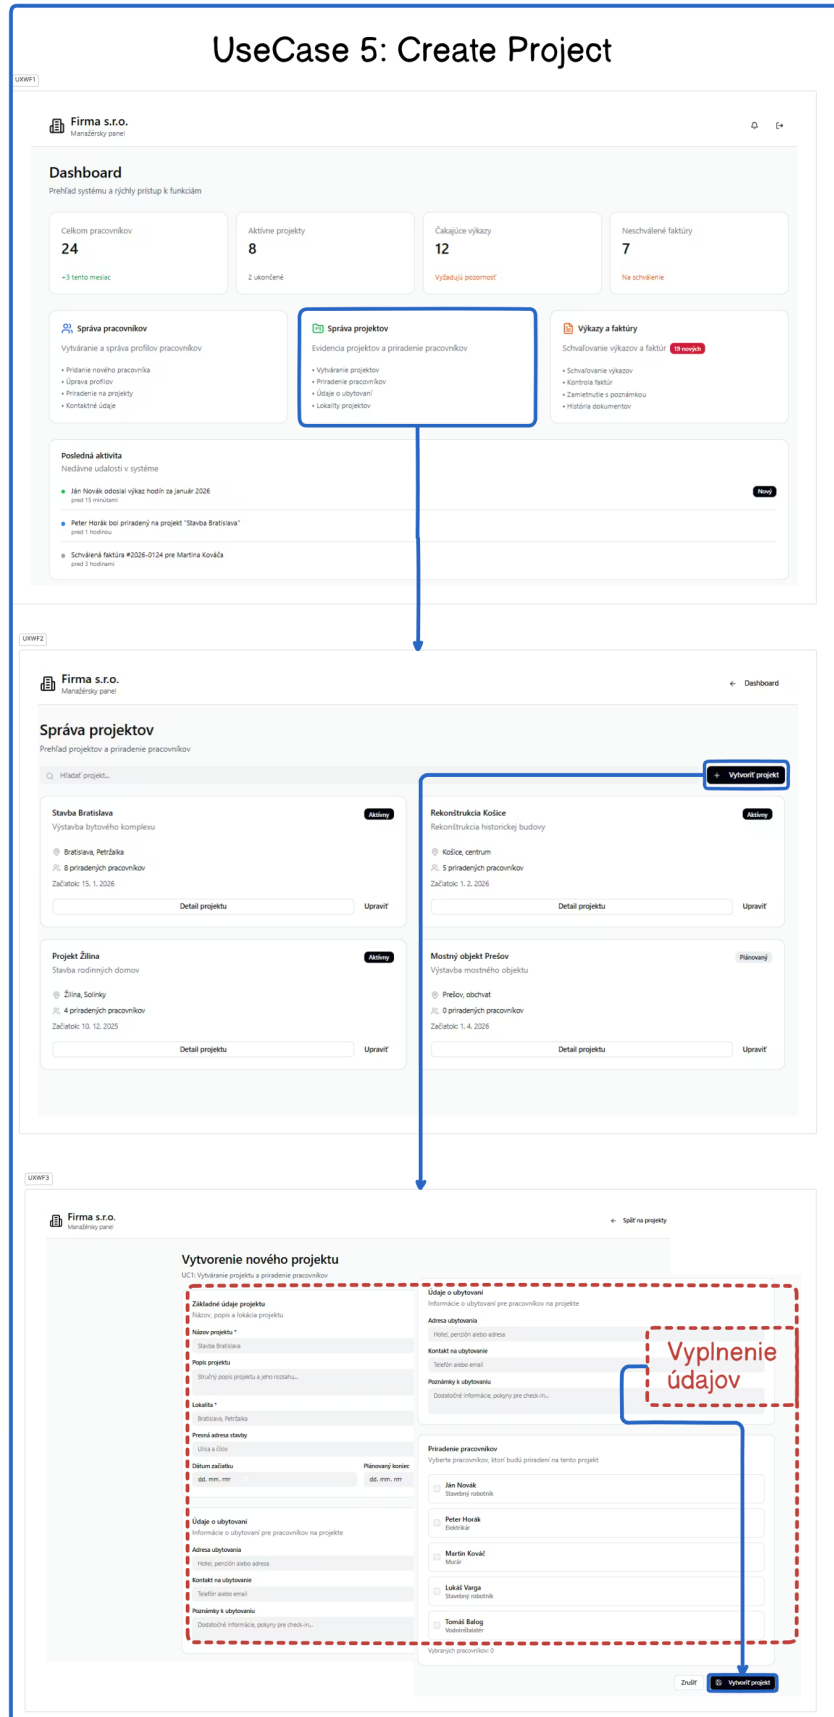 UseCase 5: Create Project
UXWF1
Firma s.r.o.
Manažérsky panel
Dashboard
Prehľad systému a rýchly prístup k funkciám
Celkom pracovníkov
24
+3 tento mesiac
Aktívne projekty
8
2 ukončené
Čakajúce výkazy
12
Vyžadujú pozornosť
Neschválené faktúry
7
Na schválenie
Správa pracovníkov
Vytváranie a správa profilov pracovníkov
• Pridanie nového pracovníka
• Úprava profilov
• Priradenie na projekty
• Kontaktné údaje
Správa projektov
Evidencia projektov a priradenie pracovníkov
• Vytváranie projektov
• Priradenie pracovníkov
• Údaje o ubytovaní
• Lokality projektov
Výkazy a faktúry
Schvaľovanie výkazov a faktúr 19 nových
• Schvaľovanie výkazov
• Kontrola faktúr
• Zamietnutie s poznámkou
• História dokumentov
Posledná aktivita
Nedávne udalosti v systéme
Ján Novák odoslal výkaz hodín za január 2026
pred 15 minútami
Nový
Peter Horák bol priradený na projekt "Stavba Bratislava"
pred 1 hodinou
Schválená faktúra #2026-0124 pre Martina Kováča
pred 3 hodinami
UXWF2
Firma s.r.o.
Manažérsky panel
← Dashboard
Správa projektov
Prehľad projektov a priradenie pracovníkov
Hľadať projekt...
+ Vytvoriť projekt
Stavba Bratislava
Aktívny
Výstavba bytového komplexu
Bratislava, Petržalka
8 priradených pracovníkov
Začiatok: 15. 1. 2026
Detail projektu
Upraviť
Rekonštrukcia Košice
Aktívny
Rekonštrukcia historickej budovy
Košice, centrum
5 priradených pracovníkov
Začiatok: 1. 2. 2026
Detail projektu
Upraviť
Projekt Žilina
Aktívny
Stavba rodinných domov
Žilina, Solinky
4 priradených pracovníkov
Začiatok: 10. 12. 2025
Detail projektu
Upraviť
Mostný objekt Prešov
Plánovaný
Výstavba mostného objektu
Prešov, obchvat
0 priradených pracovníkov
Začiatok: 1. 4. 2026
Detail projektu
Upraviť
UXWF3
Firma s.r.o.
Manažérsky panel
← Späť na projekty
Vytvorenie nového projektu
UC1: Vytváranie projektu a priradenie pracovníkov
Základné údaje projektu
Názov, popis a lokácia projektu
Názov projektu *
Stavba Bratislava
Popis projektu
Stručný popis projektu a jeho rozsahu...
Lokalita *
Bratislava, Petržalka
Presná adresa stavby
Ulica a číslo
Dátum začiatku
dd. mm. rrrr
Plánovaný koniec
dd. mm. rrrr
Údaje o ubytovaní
Informácie o ubytovaní pre pracovníkov na projekte
Adresa ubytovania
Hotel, penzión alebo adresa
Kontakt na ubytovanie
Telefón alebo email
Poznámky k ubytovaniu
Dodatočné informácie, pokyny pre check-in...
Údaje o ubytovaní
Informácie o ubytovaní pre pracovníkov na projekte
Adresa ubytovania
Hotel, penzión alebo adresa
Kontakt na ubytovanie
Telefón alebo email
Poznámky k ubytovaniu
Dodatočné informácie, pokyny pre check-in...
Vyplnenie
údajov
Priradenie pracovníkov
Vyberte pracovníkov, ktorí budú priradení na tento projekt
Ján Novák
Stavebný robotník
Peter Horák
Elektrikár
Martin Kováč
Murár
Lukáš Varga
Stavebný robotník
Tomáš Balog
Vodoinštalatér
Vybraných pracovníkov: 0
Zrušiť
Vytvoriť projekt